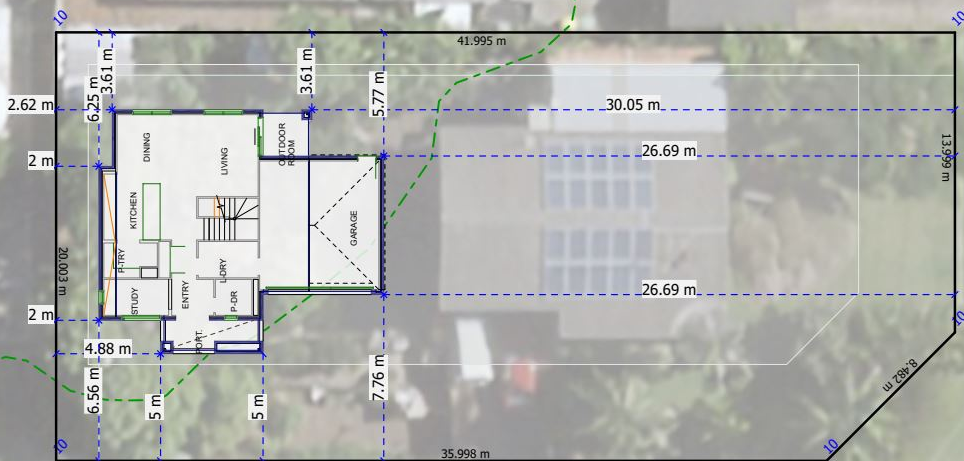 10
10
41.995 m
3.61 m
3.61 m
6.25 m
5.77 m
2.62 m
30.05 m
OUTDOOR
ROOM
DINING
LIVING
26.69 m
13.999 m
2 m
KITCHEN
GARAGE
P-TRY
L-DRY
20.003 m
STUDY
ENTRY
P-DR
26.69 m
2 m
PORT.
10
4.88 m
8.482 m
6.56 m
5 m
5 m
7.76 m
10
10
35.998 m